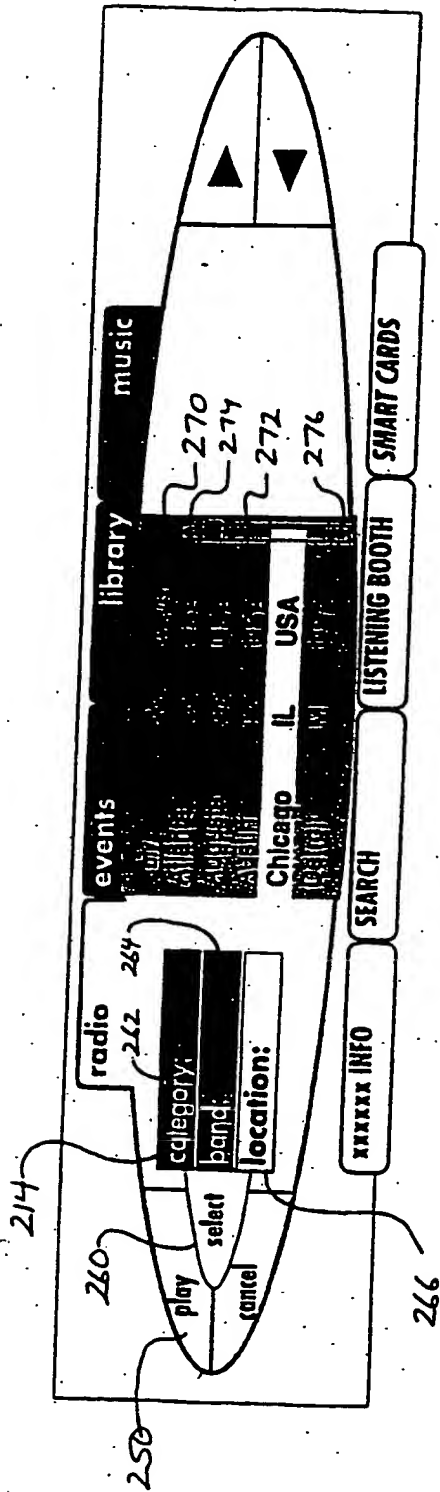 214
radio
events
library
music
250
play
260
select
cancel
category:
262
band:
264
location:
266
270
274
272
276
Chicago IL USA
xxxxxx INFO
SEARCH
LISTENING BOOTH
SMART CARDS